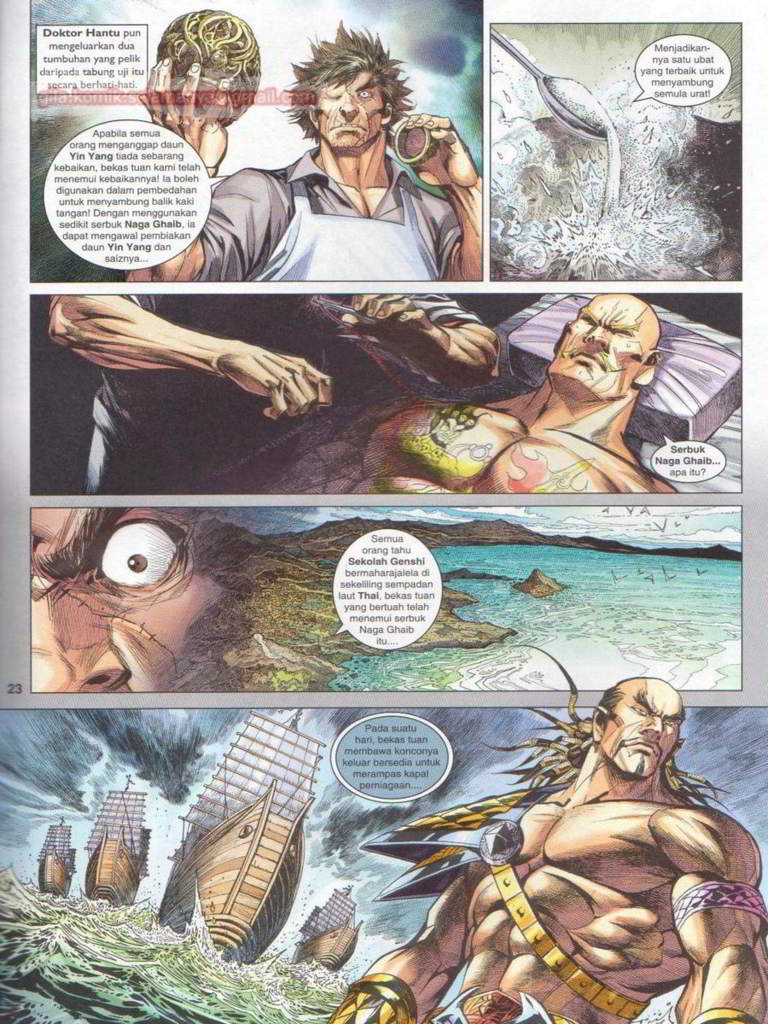 Doktor Hantu pun
mengeluarkan dua
tumbuhan yang pelik
daripada tabung uji itu
secara berhati-hati.
Apabila semua
orang menganggap daun
Yin Yang tiada sebarang
kebaikan, bekas tuan kami telah
menemui kebaikannya! Ia boleh
digunakan dalam pembedahan
untuk menyambung balik kaki
tangan! Dengan menggunakan
sedikit serbuk Naga Ghaib, ia
dapat mengawal pembiakan
daun Yin Yang dan
saiznya...
Menjadikan-
nya satu ubat
yang terbaik untuk
menyambung
semula urat!
Serbuk
Naga Ghaib...
apa itu?
Semua
orang tahu
Sekolah Genshi
bermaharajalela di
sekeliling sempadan
laut Thai, bekas tuan
yang bertuah telah
menemui serbuk
Naga Ghaib
itu....
23
Pada suatu
hari, bekas tuan
membawa konconya
keluar bersedia untuk
merampas kapal
perniagaan....